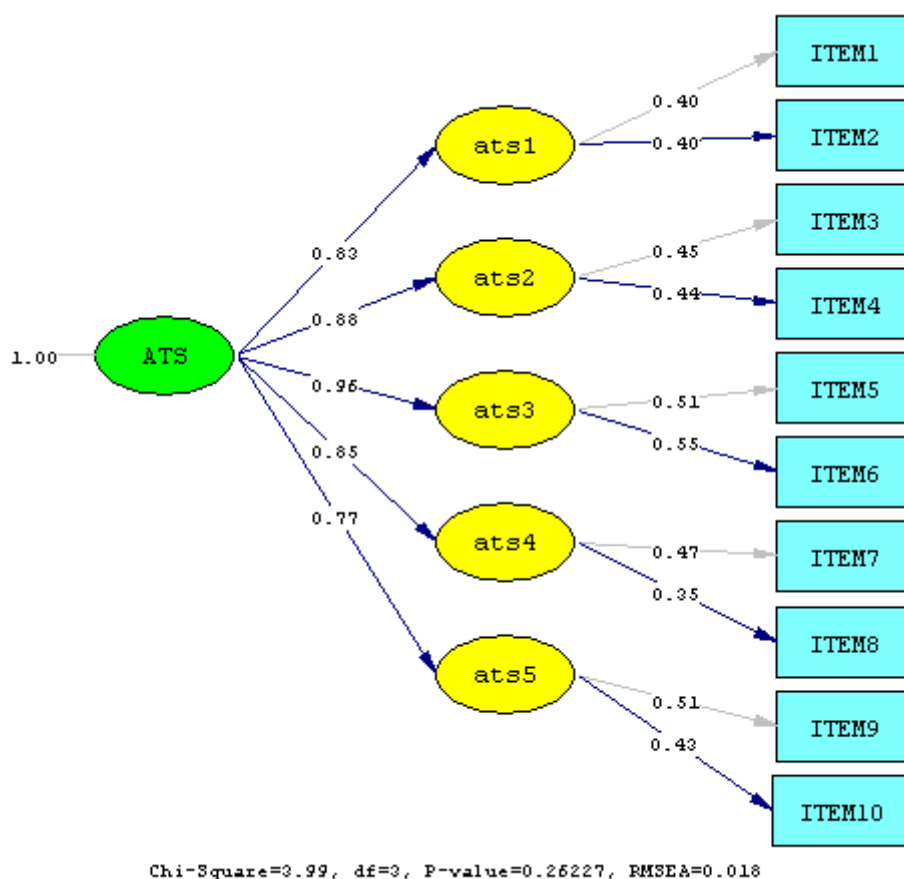 ITEM1
0.40
ats1
0.40
ITEM2
ITEM3
0.83
0.45
ats2
0.44
ITEM4
0.88
1.00
ATS
0.96
ITEM5
0.51
ats3
0.55
0.85
ITEM6
0.77
ats4
0.47
ITEM7
0.35
ITEM8
ats5
0.51
ITEM9
0.43
ITEM10
Chi-Square=3.99, df=3, P-value=0.26227, RMSEA=0.018